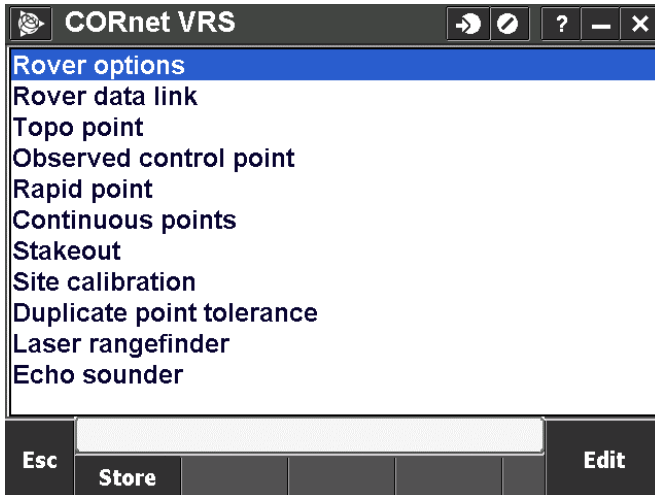 CORnet VRS
?
Rover options
Rover data link
Topo point
Observed control point
Rapid point
Continuous points
Stakeout
Site calibration
Duplicate point tolerance
Laser rangefinder
Echo sounder
Esc
Store
Edit